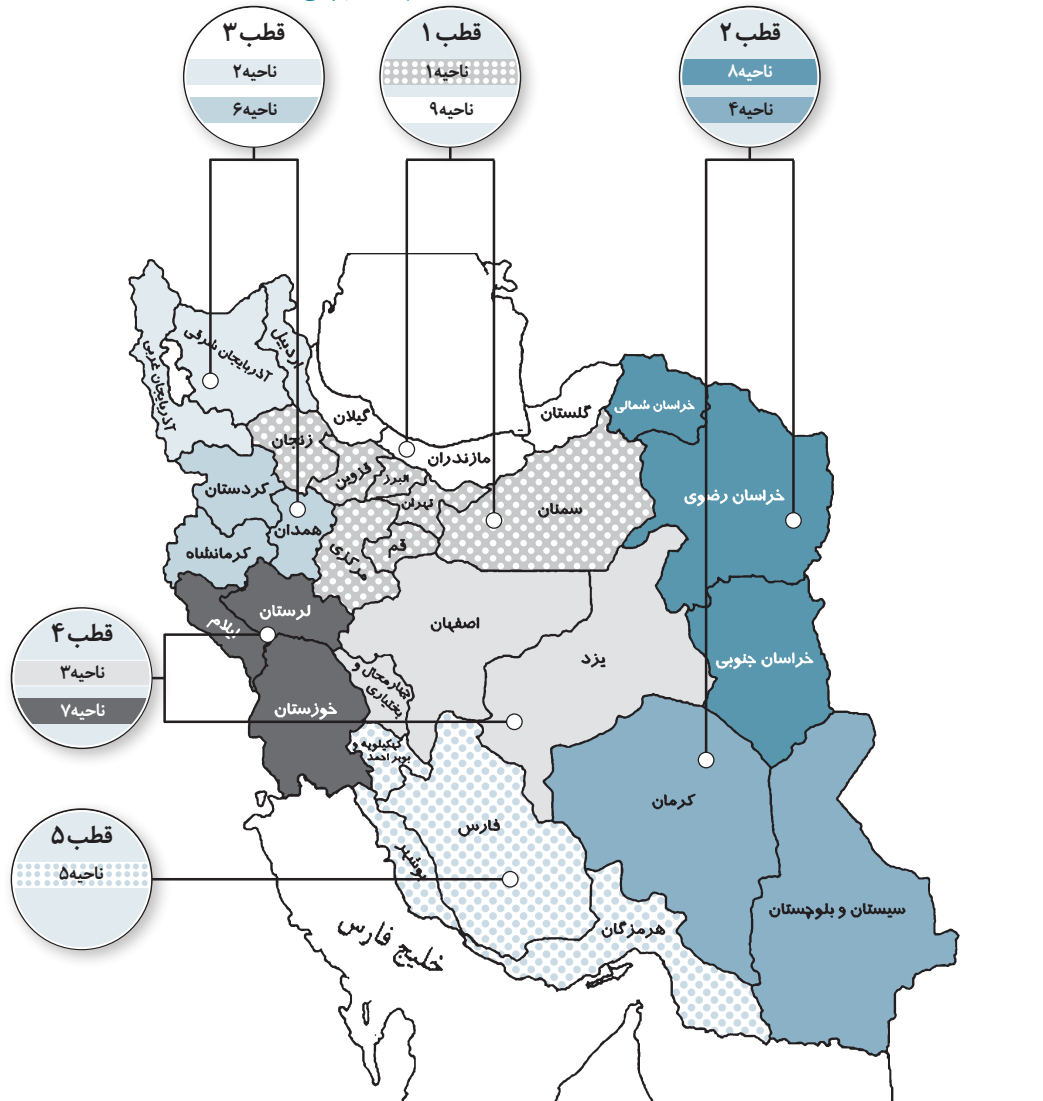 قطب ۳
ناحیه۲
ناحیه۶
قطب ۱
ناحیه۱
ناحیه۹
قطب ۲
ناحیه۸
ناحیه۴
آذربایجان شرقی
اردبیل
آذربایجان غربی
گیلان
زنجان
گلستان
خراسان شمالی
مازندران
قزوین
البرز
تهران
کردستان
همدان
سمنان
خراسان رضوی
کرمانشاه
مرکزی
قم
لرستان
ایلام
اصفهان
یزد
خراسان جنوبی
قطب ۴
ناحیه۳
ناحیه۷
چهارمحال و
بختیاری
خوزستان
کهکیلویه و
بویر احمد
کرمان
فارس
قطب ۵
ناحیه۵
بوشهر
سیستان و بلوچستان
هرمزگان
خلیج فارس